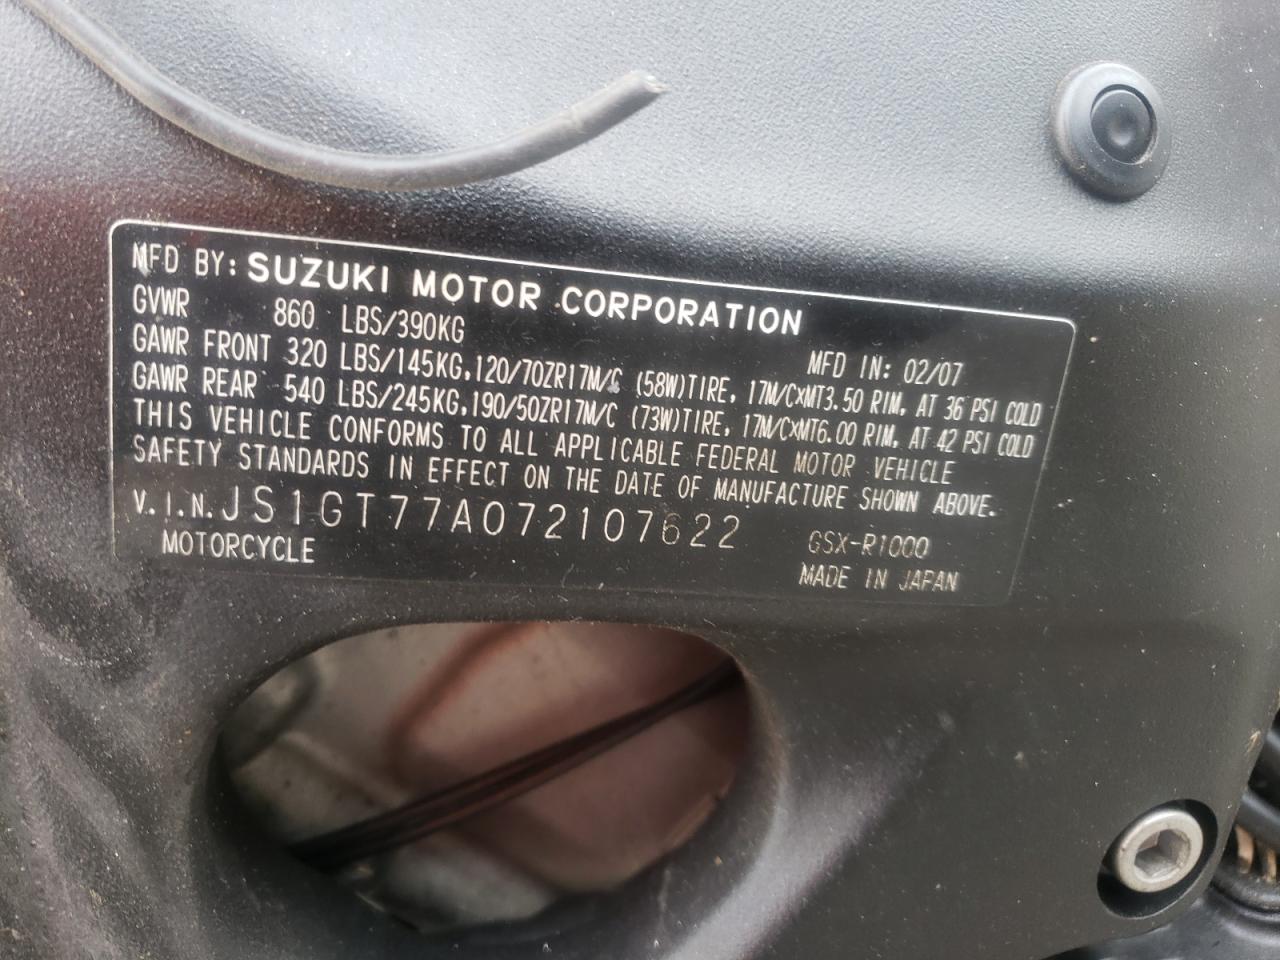 MFD BY: SUZUKI MOTOR CORPORATION
GVWR 860 LBS/390KG MFD IN: 02/07
GAWR FRONT 320 LBS/145KG, 120/70ZR17M/C (58W)TIRE, 17M/C×MT3.50 RIM, AT 36 PSI COLD
GAWR REAR 540 LBS/245KG, 190/50ZR17M/C (73W)TIRE, 17M/C×MT6.00 RIM, AT 42 PSI COLD
THIS VEHICLE CONFORMS TO ALL APPLICABLE FEDERAL MOTOR VEHICLE
SAFETY STANDARDS IN EFFECT ON THE DATE OF MANUFACTURE SHOWN ABOVE.
V.I.N. JS1GT77A072107622 GSX-R1000
MOTORCYCLE MADE IN JAPAN